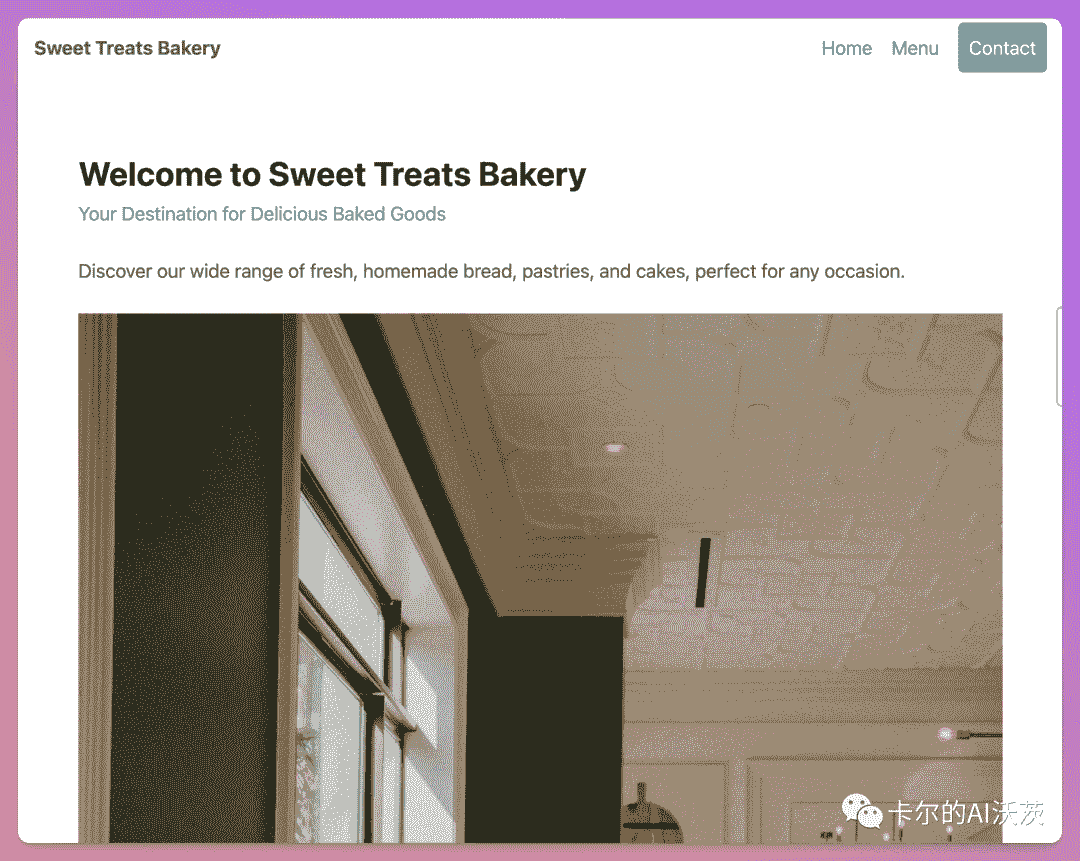 Sweet Treats Bakery
Home Menu Contact
Welcome to Sweet Treats Bakery
Your Destination for Delicious Baked Goods
Discover our wide range of fresh, homemade bread, pastries, and cakes, perfect for any occasion.
卡尔的AI沃茨